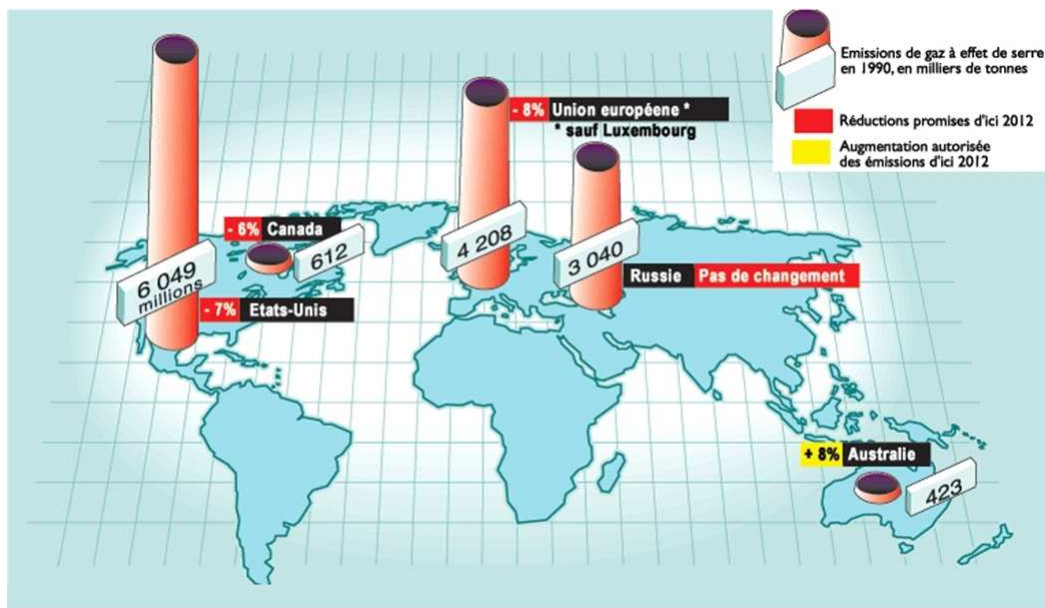 Emissions de gaz à effet de serre
en 1990, en milliers de tonnes
Réductions promises d'ici 2012
Augmentation autorisée
des émissions d'ici 2012
- 8% Union européene *
* sauf Luxembourg
- 6% Canada
612
4 208
3 040
6 049
millions
Russie Pas de changement
- 7% Etats-Unis
+ 8% Australie
423